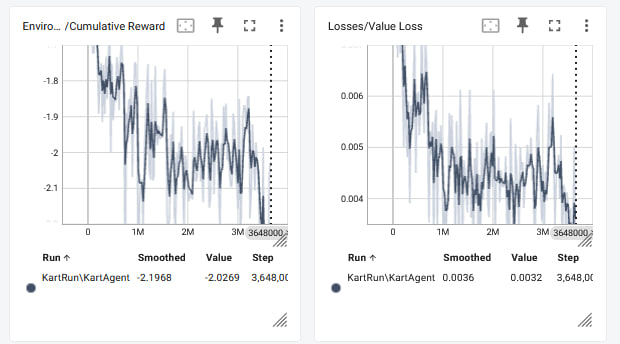 Enviro... /Cumulative Reward
-1.8
-1.9
-2
-2.1
0 1M 2M 3M 3648000
Run ↑ Smoothed Value Step
KartRun\KartAgent -2.1968 -2.0269 3,648,00
Losses/Value Loss
0.006
0.005
0.004
0 1M 2M 3M 3648000
Run ↑ Smoothed Value Step
KartRun\KartAgent 0.0036 0.0032 3,648,00